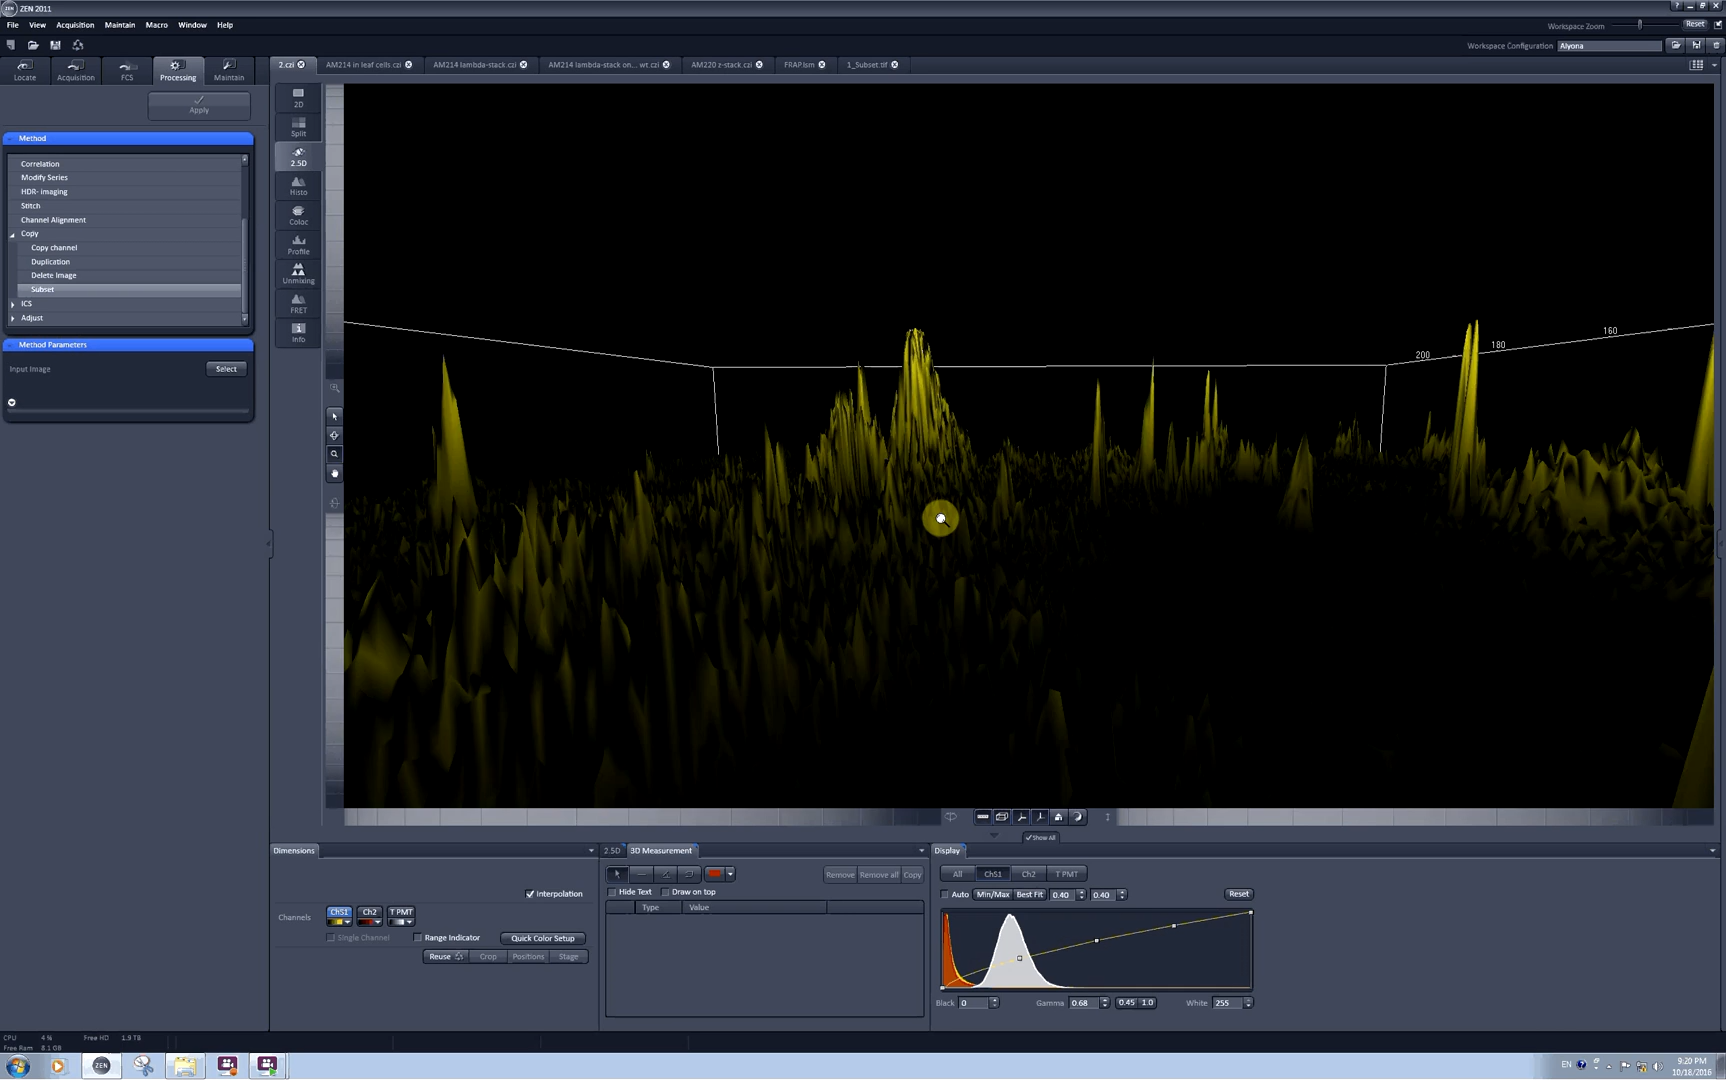 ZEN 2011
File View Acquisition Maintain Macro Window Help
Workspace Zoom Reset
Workspace Configuration Alyona
Locate Acquisition FCS Processing Maintain
2.czi AM214 in leaf cells.czi AM214 lambda-stack.czi AM214 lambda-stack on... wt.czi AM220 z-stack.czi FRAP.lsm 1_Subset.tif
Apply
Method
Correlation
Modify Series
HDR- imaging
Stitch
Channel Alignment
Copy
Copy channel
Duplication
Delete Image
Subset
ICS
Adjust
Method Parameters
Input Image Select
2D
Split
2.5D
Histo
Coloc
Profile
Unmixing
FRET
Info
200 180 160
Show All
Dimensions
Interpolation
Channels ChS1 Ch2 T PMT
Single Channel Range Indicator Quick Color Setup
Reuse Crop Positions Stage
2.5D 3D Measurement
Remove Remove all Copy
Hide Text Draw on top
Type Value
Display
All ChS1 Ch2 T PMT
Auto Min/Max Best Fit 0.40 0.40 Reset
Black 0 Gamma 0.68 0.45 1.0 White 255
CPU 4 % Free HD 1.9 TB
Free Ram 8.1 GB
ZEN
EN 9:20 PM
10/18/2016